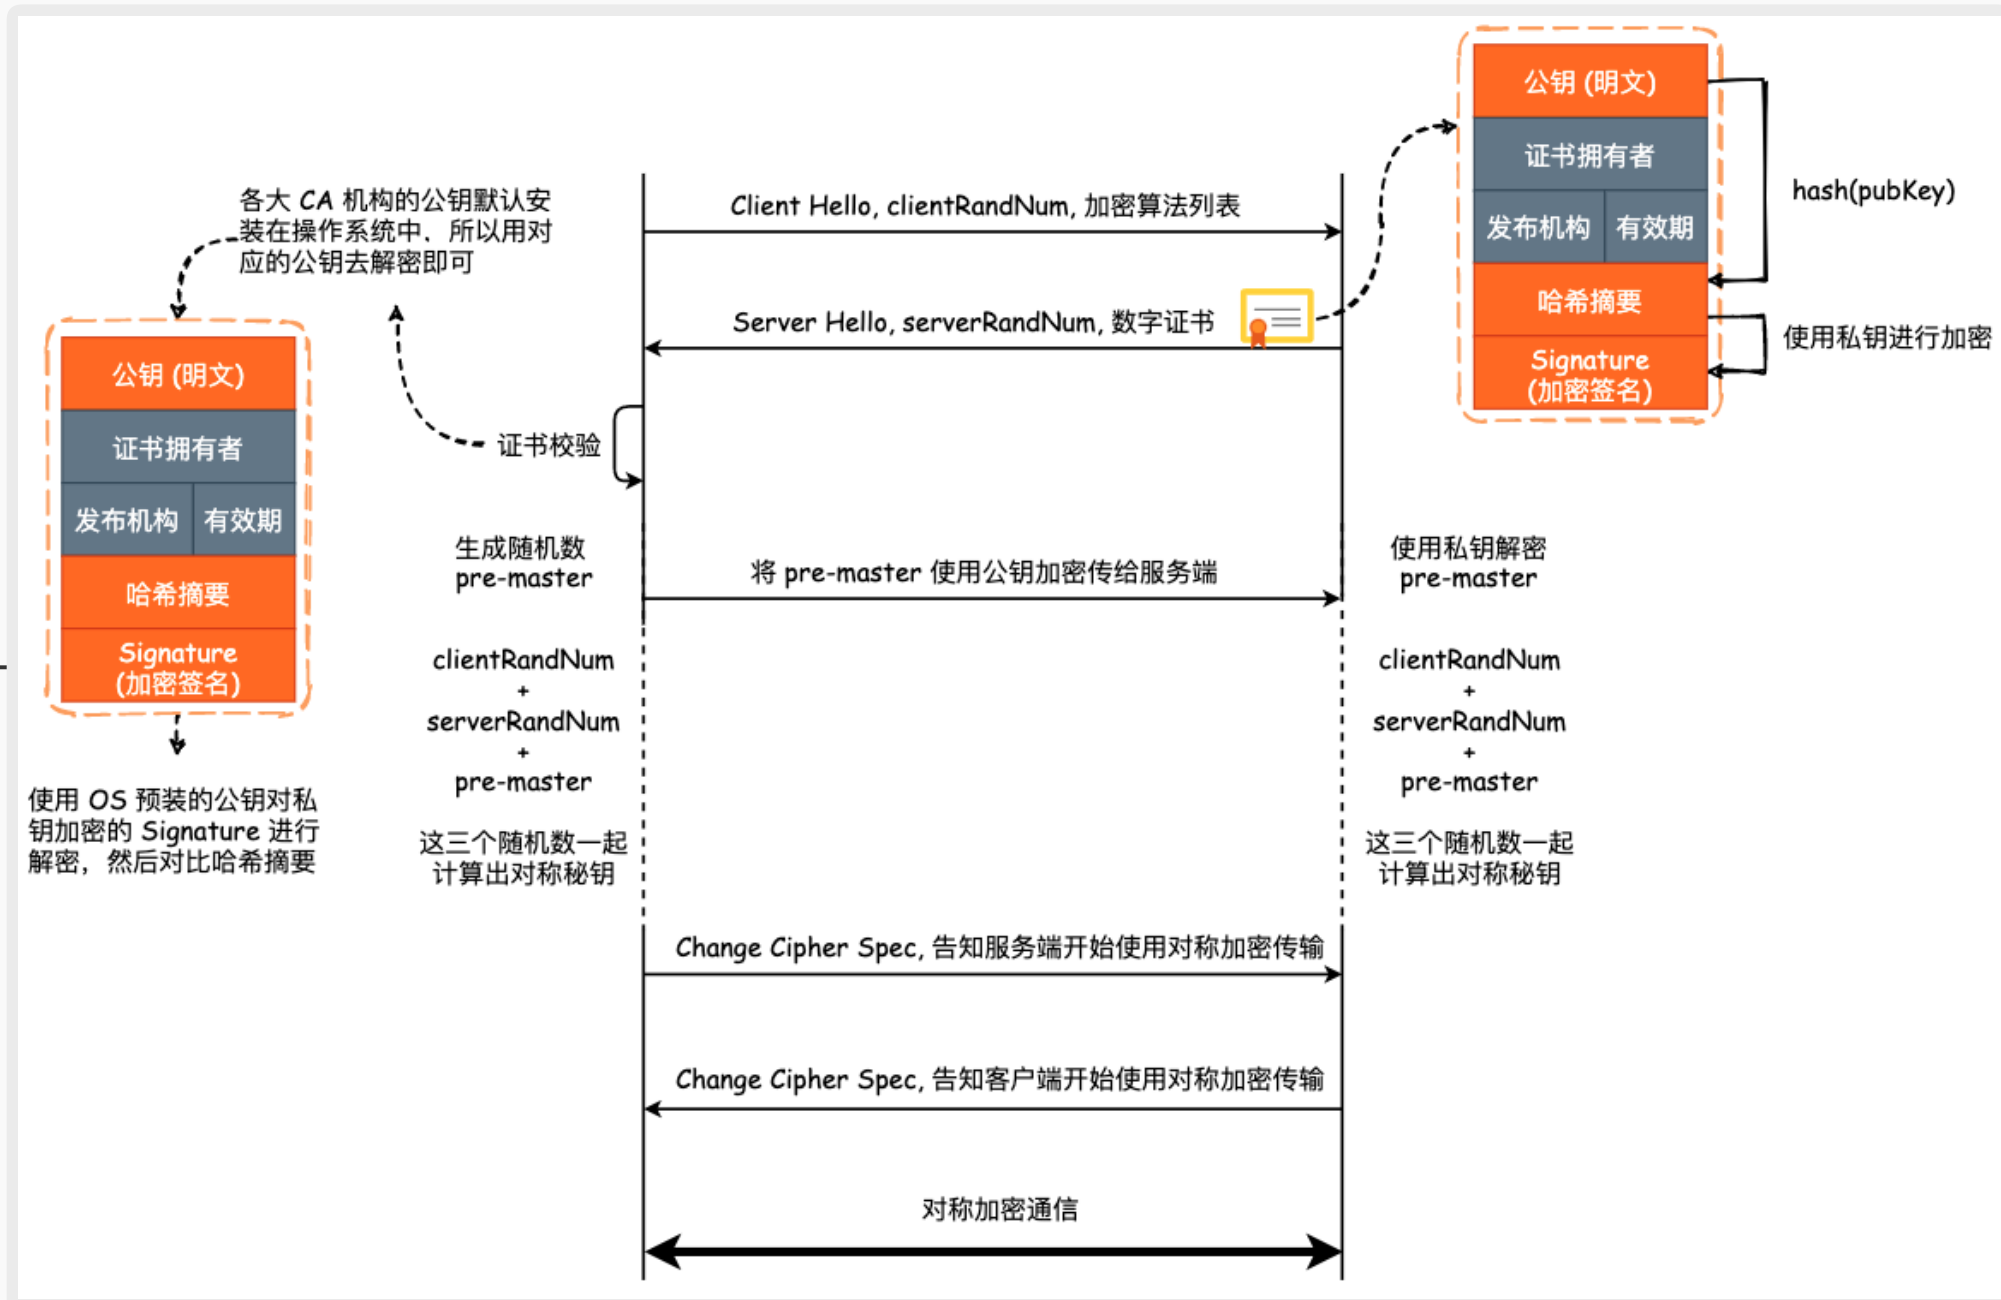 公钥 (明文)
证书拥有者
发布机构
有效期
哈希摘要
Signature
(加密签名)
hash(pubKey)
使用私钥进行加密
各大 CA 机构的公钥默认安
装在操作系统中，所以用对
应的公钥去解密即可
Client Hello, clientRandNum, 加密算法列表
Server Hello, serverRandNum, 数字证书
公钥 (明文)
证书拥有者
发布机构
有效期
哈希摘要
Signature
(加密签名)
使用 OS 预装的公钥对私
钥加密的 Signature 进行
解密，然后对比哈希摘要
证书校验
生成随机数
pre-master
将 pre-master 使用公钥加密传给服务端
使用私钥解密
pre-master
clientRandNum
+
serverRandNum
+
pre-master
这三个随机数一起
计算出对称秘钥
clientRandNum
+
serverRandNum
+
pre-master
这三个随机数一起
计算出对称秘钥
Change Cipher Spec, 告知服务端开始使用对称加密传输
Change Cipher Spec, 告知客户端开始使用对称加密传输
对称加密通信